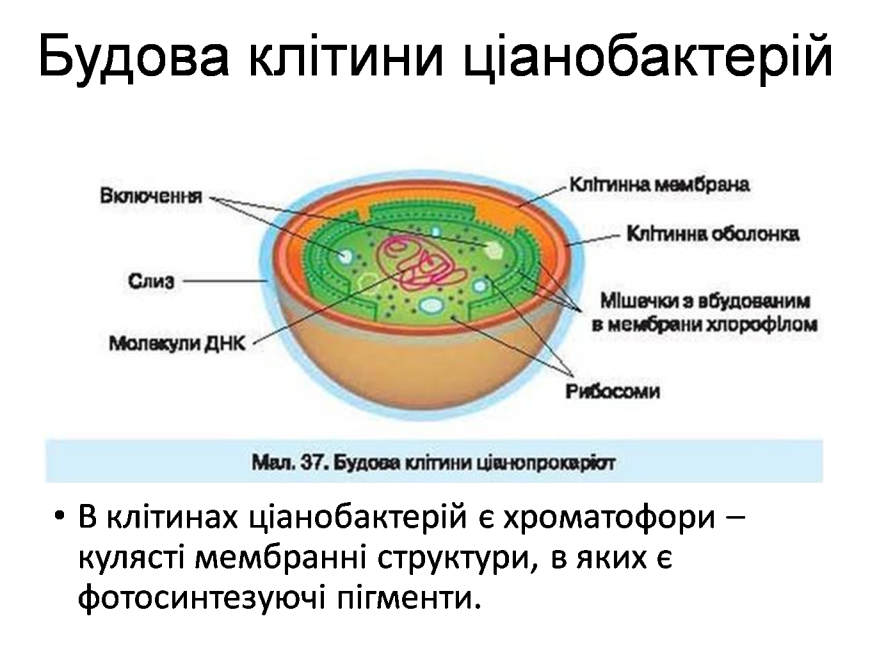 Будова клітини ціанобактерій
Включення
Слиз
Молекули ДНК
Клітинна мембрана
Клітинна оболонка
Мішечки з вбудованим
в мембрани хлорофілом
Рибосоми
Мал. 37. Будова клітини ціанопрокаріот
• В клітинах ціанобактерій є хроматофори –
кулясті мембранні структури, в яких є
фотосинтезуючі пігменти.